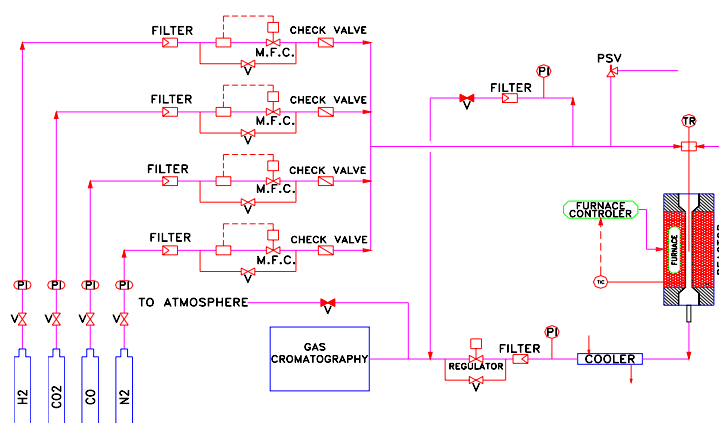 FILTER
CHECK VALVE
M.F.C.
V
PSV
PI
FILTER
V
FILTER
CHECK VALVE
M.F.C.
V
TR
FILTER
CHECK VALVE
M.F.C.
V
FURNACE
CONTROLER
FURNACE
REACTOR
FILTER
CHECK VALVE
M.F.C.
V
TIC
PI
PI
PI
PI
TO ATMOSPHERE
V
V
V
V
V
GAS
CROMATOGRAPHY
PI
FILTER
REGULATOR
V
COOLER
H2
CO2
CO
N2